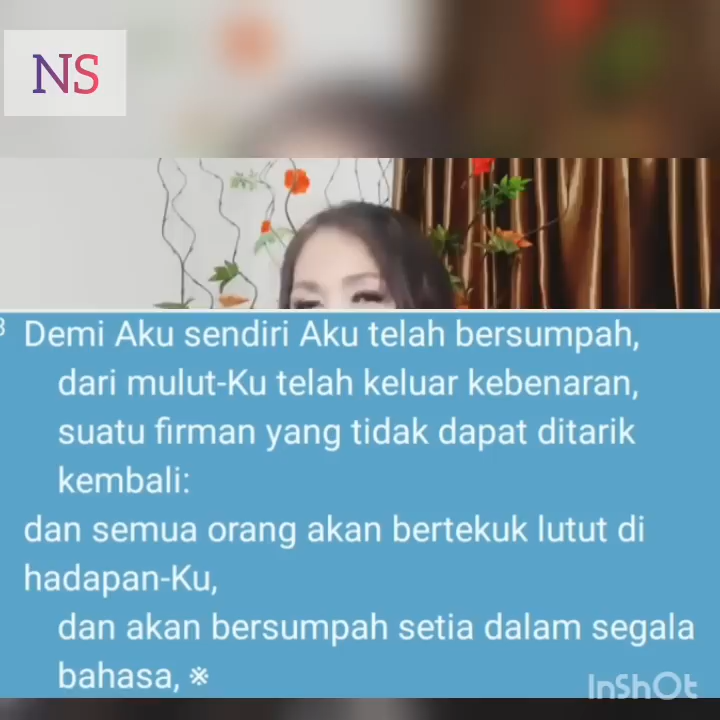 NS
3 Demi Aku sendiri Aku telah bersumpah,
dari mulut-Ku telah keluar kebenaran,
suatu firman yang tidak dapat ditarik
kembali:
dan semua orang akan bertekuk lutut di
hadapan-Ku,
dan akan bersumpah setia dalam segala
bahasa, ※
InShOt